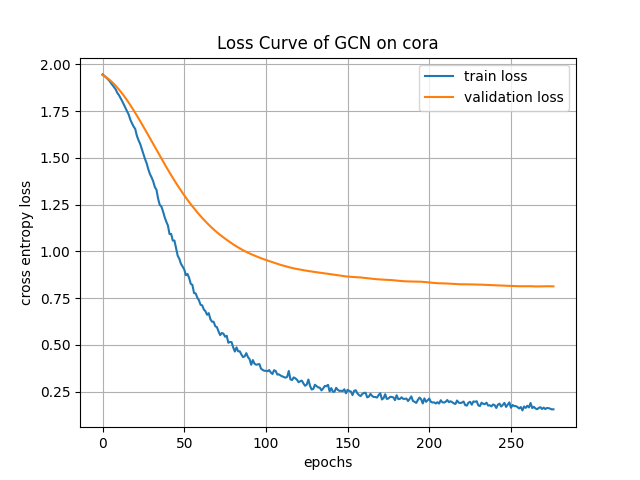 Loss Curve of GCN on cora
2.00
1.75
1.50
1.25
1.00
0.75
0.50
0.25
cross entropy loss
train loss
validation loss
0 50 100 150 200 250
epochs